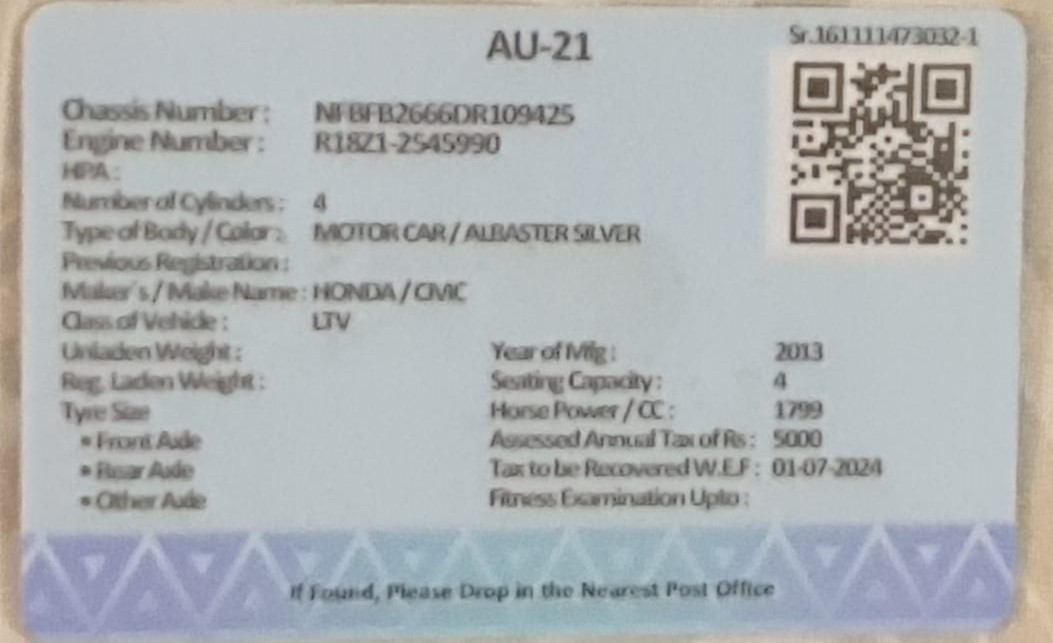 AU-21
Sr.161111473032-1
Chassis Number : NFBFB2666DR109425
Engine Number : R18Z1-2545990
HPA :
Number of Cylinders : 4
Type of Body / Color : MOTOR CAR / ALBASTER SILVER
Previous Registration :
Maker's / Make Name : HONDA / CIVIC
Class of Vehicle : LTV
Unladen Weight : Year of Mfg : 2013
Reg. Laden Weight : Seating Capacity : 4
Tyre Size Horse Power / CC : 1799
• Front Axle Assessed Annual Tax of Rs : 5000
• Rear Axle Tax to be Recovered W.E.F : 01-07-2024
• Other Axle Fitness Examination Upto :
If Found, Please Drop in the Nearest Post Office